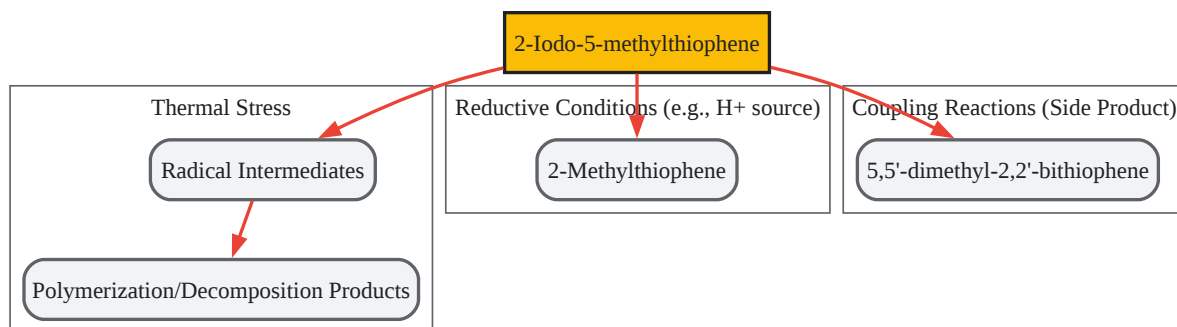 2-Iodo-5-methylthiophene
Thermal Stress
Reductive Conditions (e.g., H+ source)
Coupling Reactions (Side Product)
Radical Intermediates
2-Methylthiophene
5,5'-dimethyl-2,2'-bithiophene
Polymerization/Decomposition Products